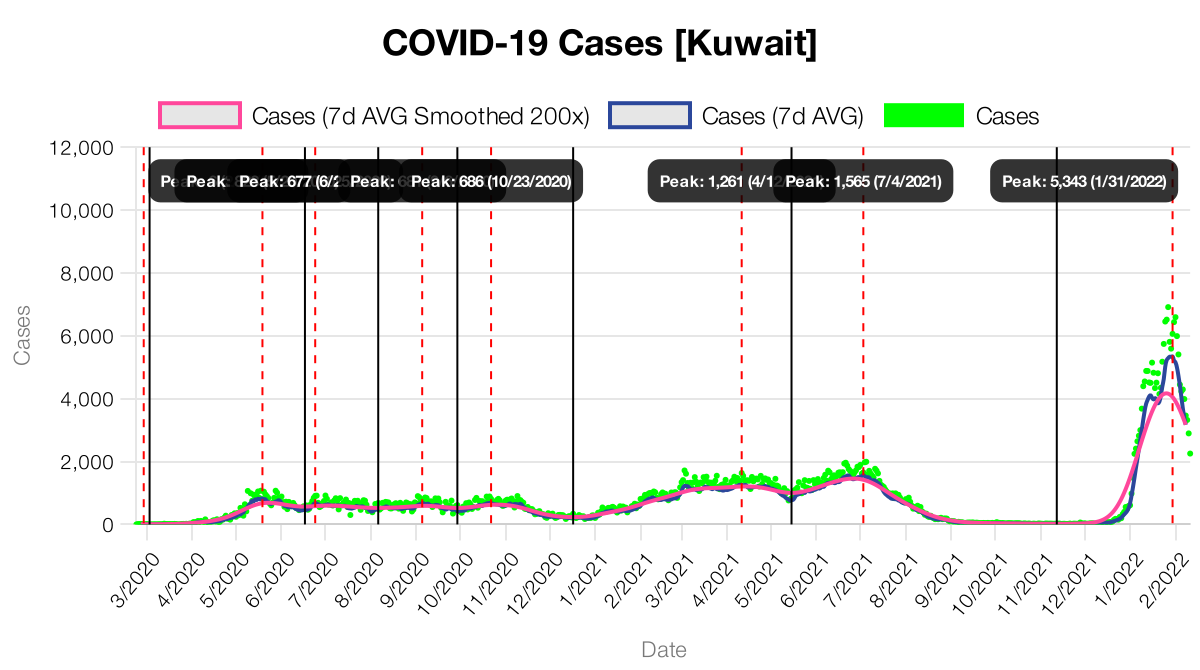 COVID-19 Cases [Kuwait]
Cases (7d AVG Smoothed 200x)
Cases (7d AVG)
Cases
12,000
10,000
8,000
6,000
4,000
2,000
0
Peak: 677 (6/2
Peak:
Peak: 686 (10/23/2020)
Peak: 1,261 (4/12
Peak: 1,565 (7/4/2021)
Peak: 5,343 (1/31/2022)
Cases
3/2020
4/2020
5/2020
6/2020
7/2020
8/2020
9/2020
10/2020
11/2020
12/2020
1/2021
2/2021
3/2021
4/2021
5/2021
6/2021
7/2021
8/2021
9/2021
10/2021
11/2021
12/2021
1/2022
2/2022
Date